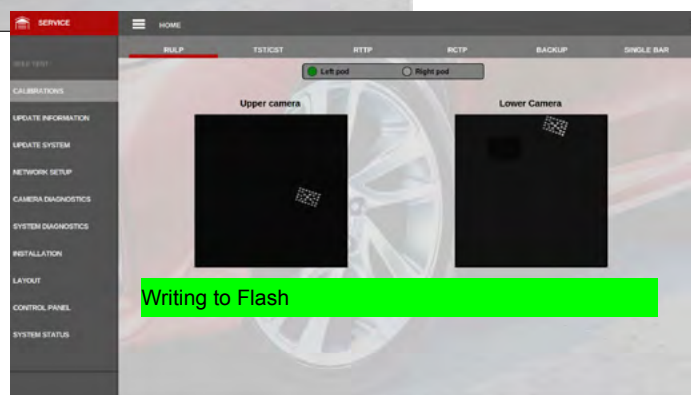 SERVICE
HOME
RULP TST/CST RTTP RCTP BACKUP SINGLE BAR
Left pod Right pod
CALIBRATIONS
Upper camera Lower Camera
UPDATE INFORMATION
UPDATE SYSTEM
NETWORK SETUP
CAMERA DIAGNOSTICS
SYSTEM DIAGNOSTICS
INSTALLATION
LAYOUT
Writing to Flash
CONTROL PANEL
SYSTEM STATUS